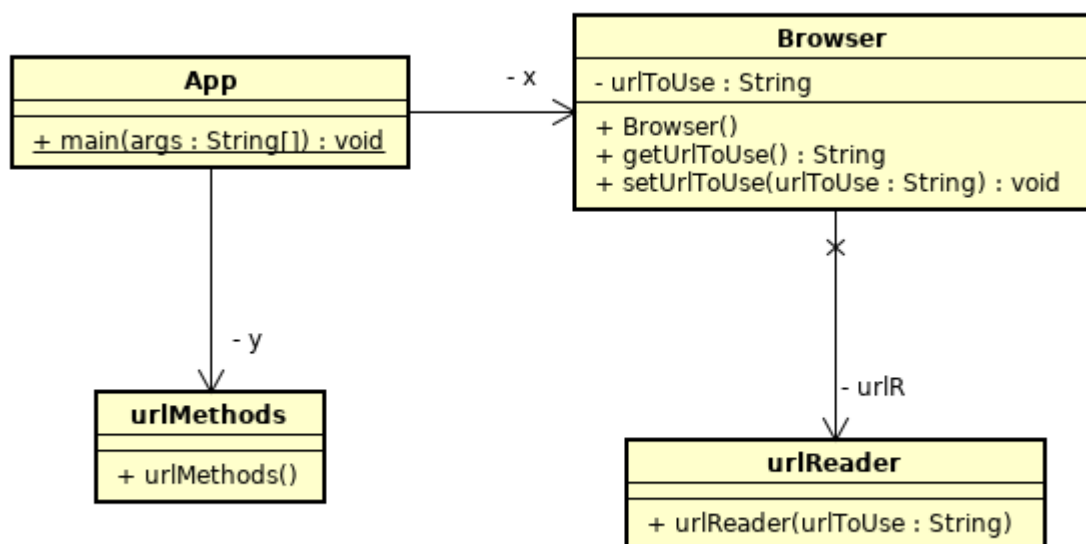 App
+ main(args : String[]) : void
- x
Browser
- urlToUse : String
+ Browser()
+ getUrlToUse() : String
+ setUrlToUse(urlToUse : String) : void
- y
urlMethods
+ urlMethods()
- urlR
urlReader
+ urlReader(urlToUse : String)